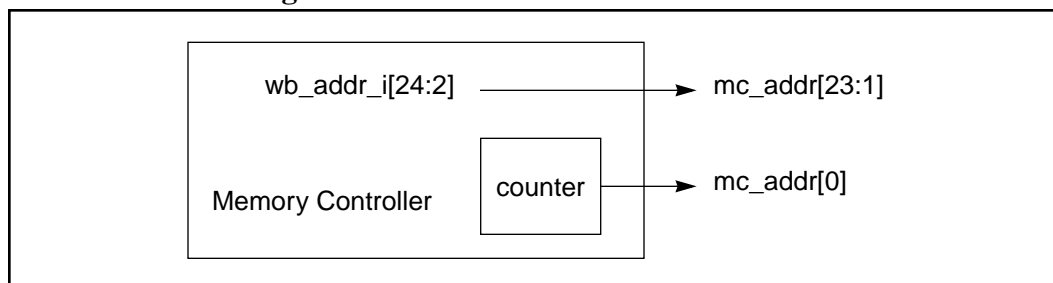 wb_addr_i[24:2] mc_addr[23:1]
counter mc_addr[0]
Memory Controller